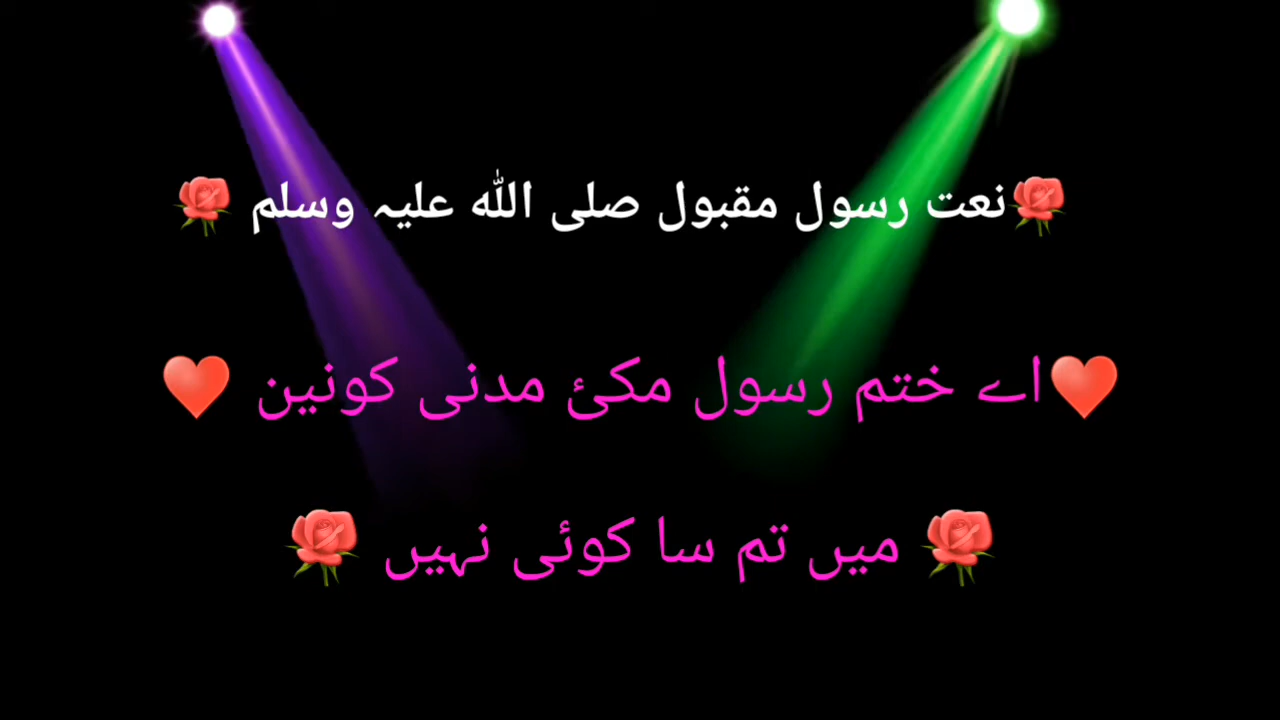 🌹نعت رسول مقبول صلی اللہ علیہ وسلم 🌹
♥️اے ختم رسول مکئ مدنی کونین ♥️
🌹 میں تم سا کوئی نہیں 🌹